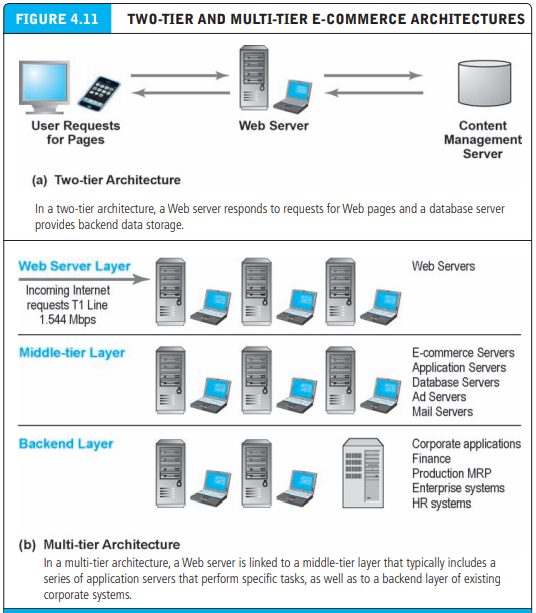 FIGURE 4.11 TWO-TIER AND MULTI-TIER E-COMMERCE ARCHITECTURES
User Requests
for Pages
Web Server
Content
Management
Server
(a) Two-tier Architecture
In a two-tier architecture, a Web server responds to requests for Web pages and a database server
provides backend data storage.
Web Server Layer
Incoming Internet
requests T1 Line
1.544 Mbps
Web Servers
Middle-tier Layer
E-commerce Servers
Application Servers
Database Servers
Ad Servers
Mail Servers
Backend Layer
Corporate applications
Finance
Production MRP
Enterprise systems
HR systems
(b) Multi-tier Architecture
In a multi-tier architecture, a Web server is linked to a middle-tier layer that typically includes a
series of application servers that perform specific tasks, as well as to a backend layer of existing
corporate systems.